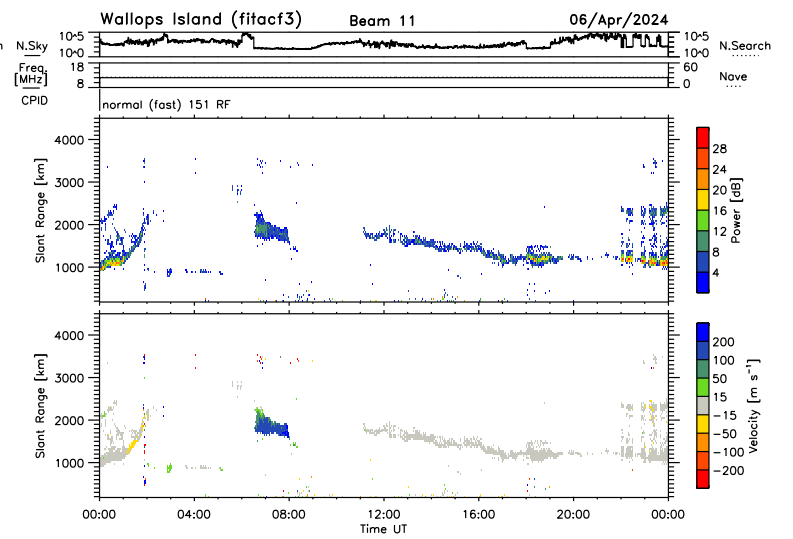 Wallops Island (fitacf3) Beam 11 06/Apr/2024
n N.Sky 10^5 10^5 N.Search
10^0 10^0
Freq. 18 60 Nave
[MHz] 8 0
CPID normal (fast) 151 RF
Slant Range [km]
4000
3000
2000
1000
28
24
20
16
12
8
4
Power [dB]
Slant Range [km]
4000
3000
2000
1000
200
100
50
15
-15
-50
-100
-200
Velocity [m s⁻¹]
00:00 04:00 08:00 12:00 16:00 20:00 00:00
Time UT